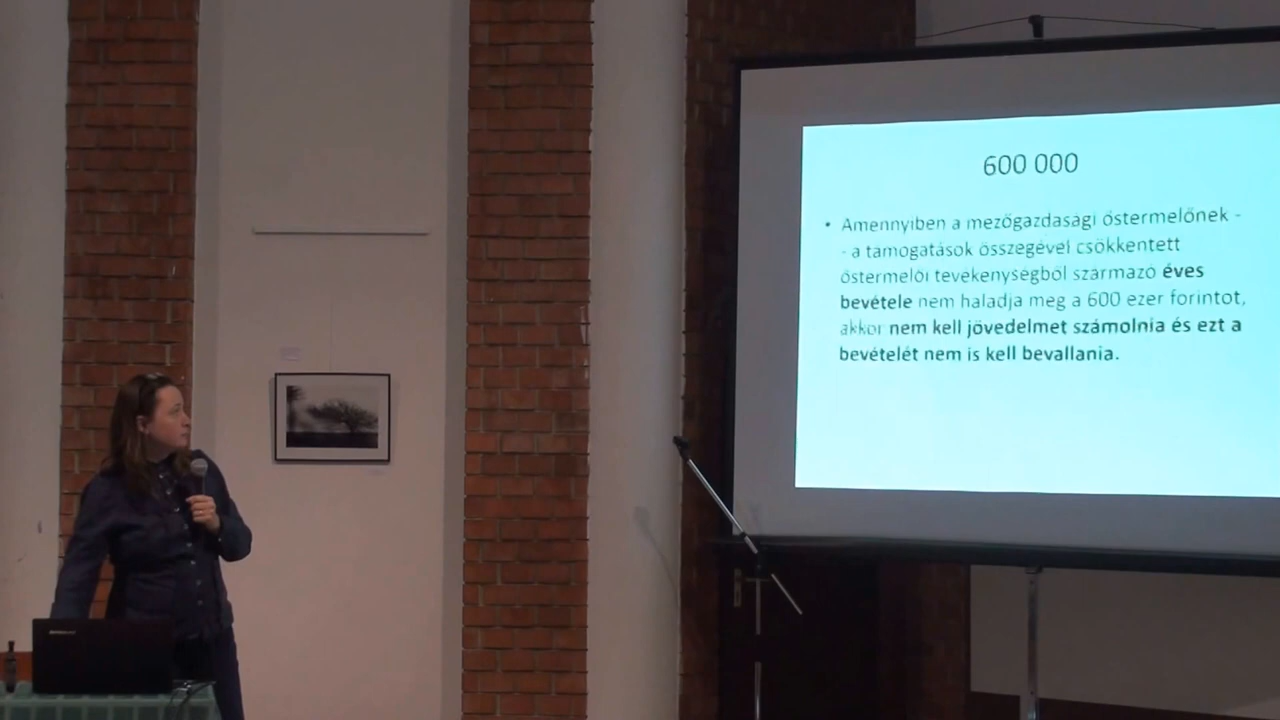 600 000
• Amennyiben a mezőgazdasági őstermelőnek -
- a támogatások összegével csökkentett
őstermelői tevékenységből származó éves
bevétele nem haladja meg a 600 ezer forintot,
akkor nem kell jövedelmet számolnia és ezt a
bevételét nem is kell bevallania.